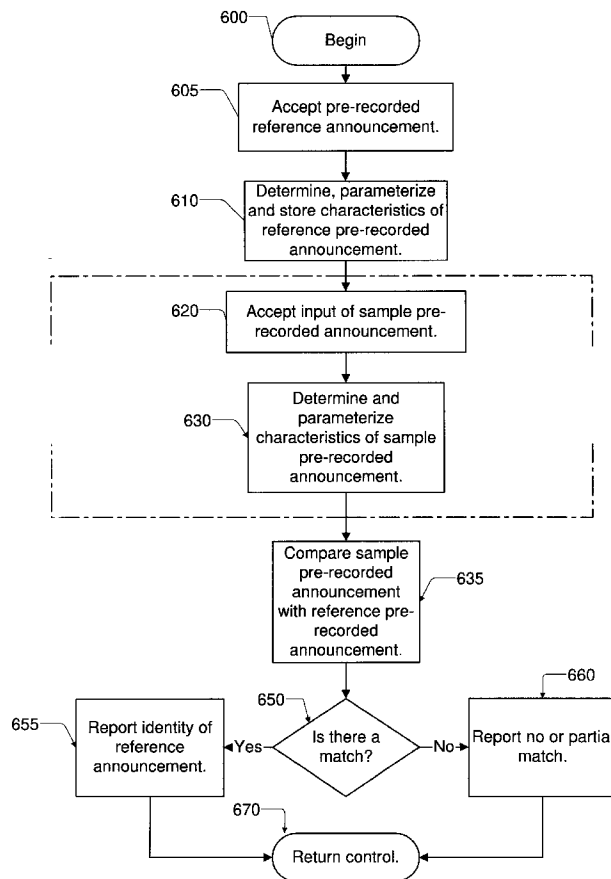 600
Begin
605
Accept pre-recorded
reference announcement.
610
Determine, parameterize
and store characteristics of
reference pre-recorded
announcement.
620
Accept input of sample pre-
recorded announcement.
630
Determine and
parameterize
characteristics of sample
pre-recorded
announcement.
635
Compare sample
pre-recorded
announcement
with reference pre-
recorded
announcement.
650
Is there a
match?
Yes
No
655
Report identity of
reference
announcement.
660
Report no or partial
match.
670
Return control.